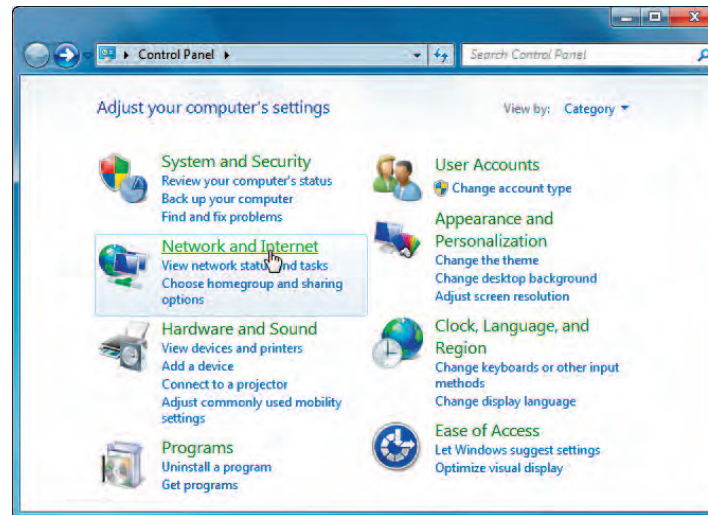 Control Panel
Search Control Panel
Adjust your computer's settings
View by: Category
System and Security
Review your computer's status
Back up your computer
Find and fix problems
Network and Internet
View network status and tasks
Choose homegroup and sharing
options
Hardware and Sound
View devices and printers
Add a device
Connect to a projector
Adjust commonly used mobility
settings
Programs
Uninstall a program
Get programs
User Accounts
Change account type
Appearance and
Personalization
Change the theme
Change desktop background
Adjust screen resolution
Clock, Language, and
Region
Change keyboards or other input
methods
Change display language
Ease of Access
Let Windows suggest settings
Optimize visual display